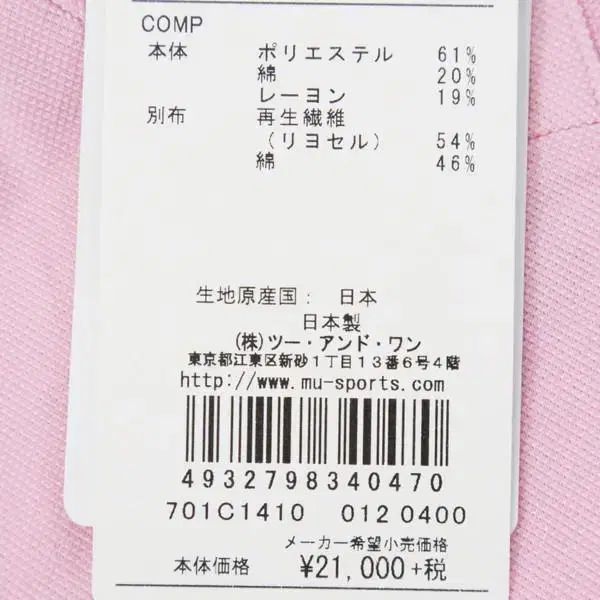 COMP
本体 ポリエステル 61%
綿 20%
レーヨン 19%
別布 再生繊維
(リヨセル) 54%
綿 46%
生地原産国: 日本
日本製
(株)ツー・アンド・ワン
東京都江東区新砂1丁目13番6号4階
http://www.mu-sports.com
4932798340470
701C1410 012 0400
メーカー希望小売価格
本体価格 ¥21,000+税